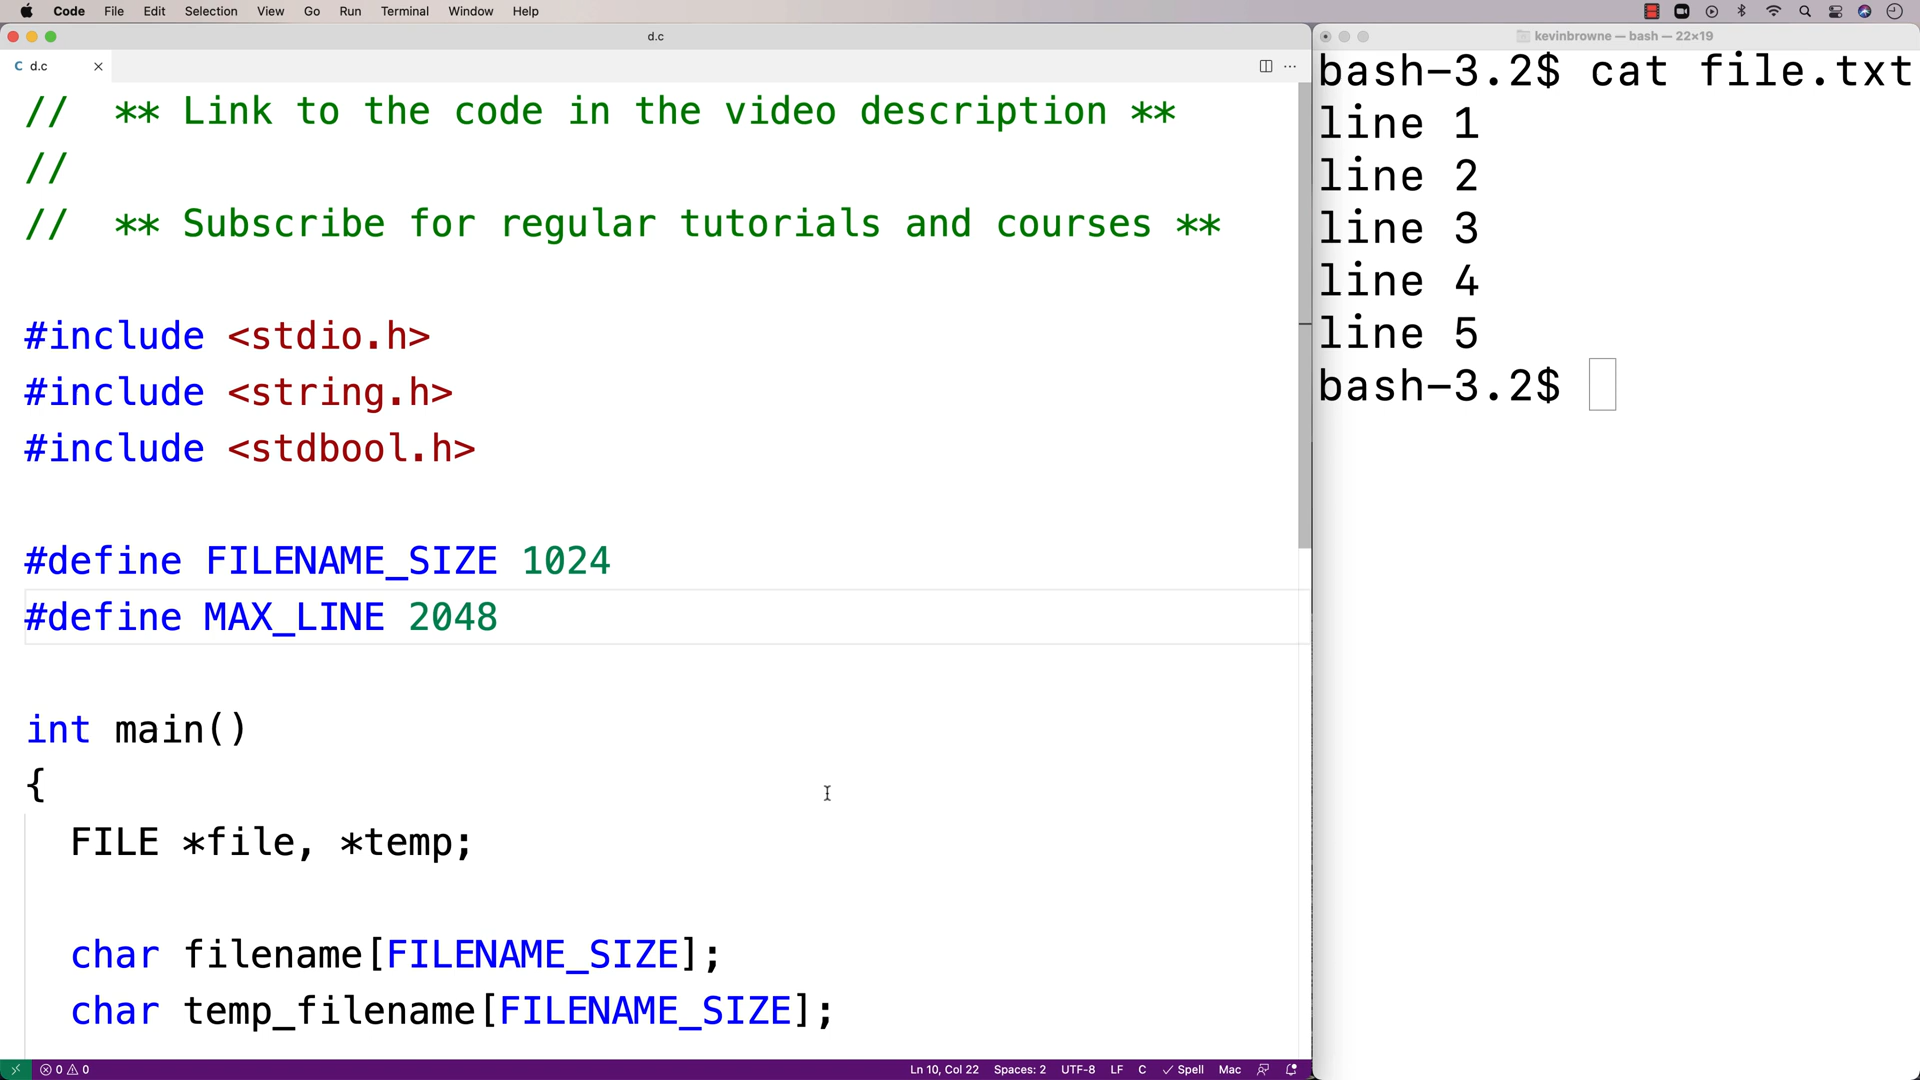 Code File Edit Selection View Go Run Terminal Window Help
d.c
C d.c
// ** Link to the code in the video description **
//
// ** Subscribe for regular tutorials and courses **
#include <stdio.h>
#include <string.h>
#include <stdbool.h>
#define FILENAME_SIZE 1024
#define MAX_LINE 2048
int main()
{
FILE *file, *temp;
char filename[FILENAME_SIZE];
char temp_filename[FILENAME_SIZE];
0 0 Ln 10, Col 22 Spaces: 2 UTF-8 LF C Spell Mac
kevinbrowne — bash — 22×19
bash-3.2$ cat file.txt
line 1
line 2
line 3
line 4
line 5
bash-3.2$